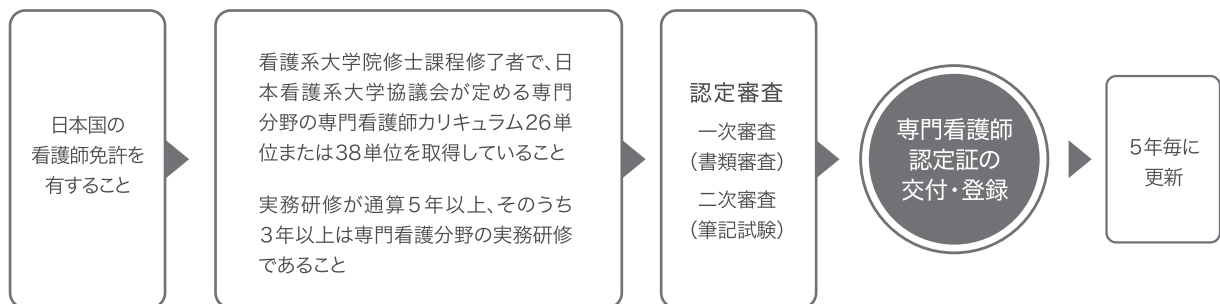 日本国の
看護師免許を
有すること
看護系大学院修士課程修了者で、日
本看護系大学協議会が定める専門
分野の専門看護師カリキュラム26単
位または38単位を取得していること
実務研修が通算5年以上、そのうち
3年以上は専門看護分野の実務研修
であること
認定審査
一次審査
（書類審査）
二次審査
（筆記試験）
専門看護師
認定証の
交付・登録
5年毎に
更新